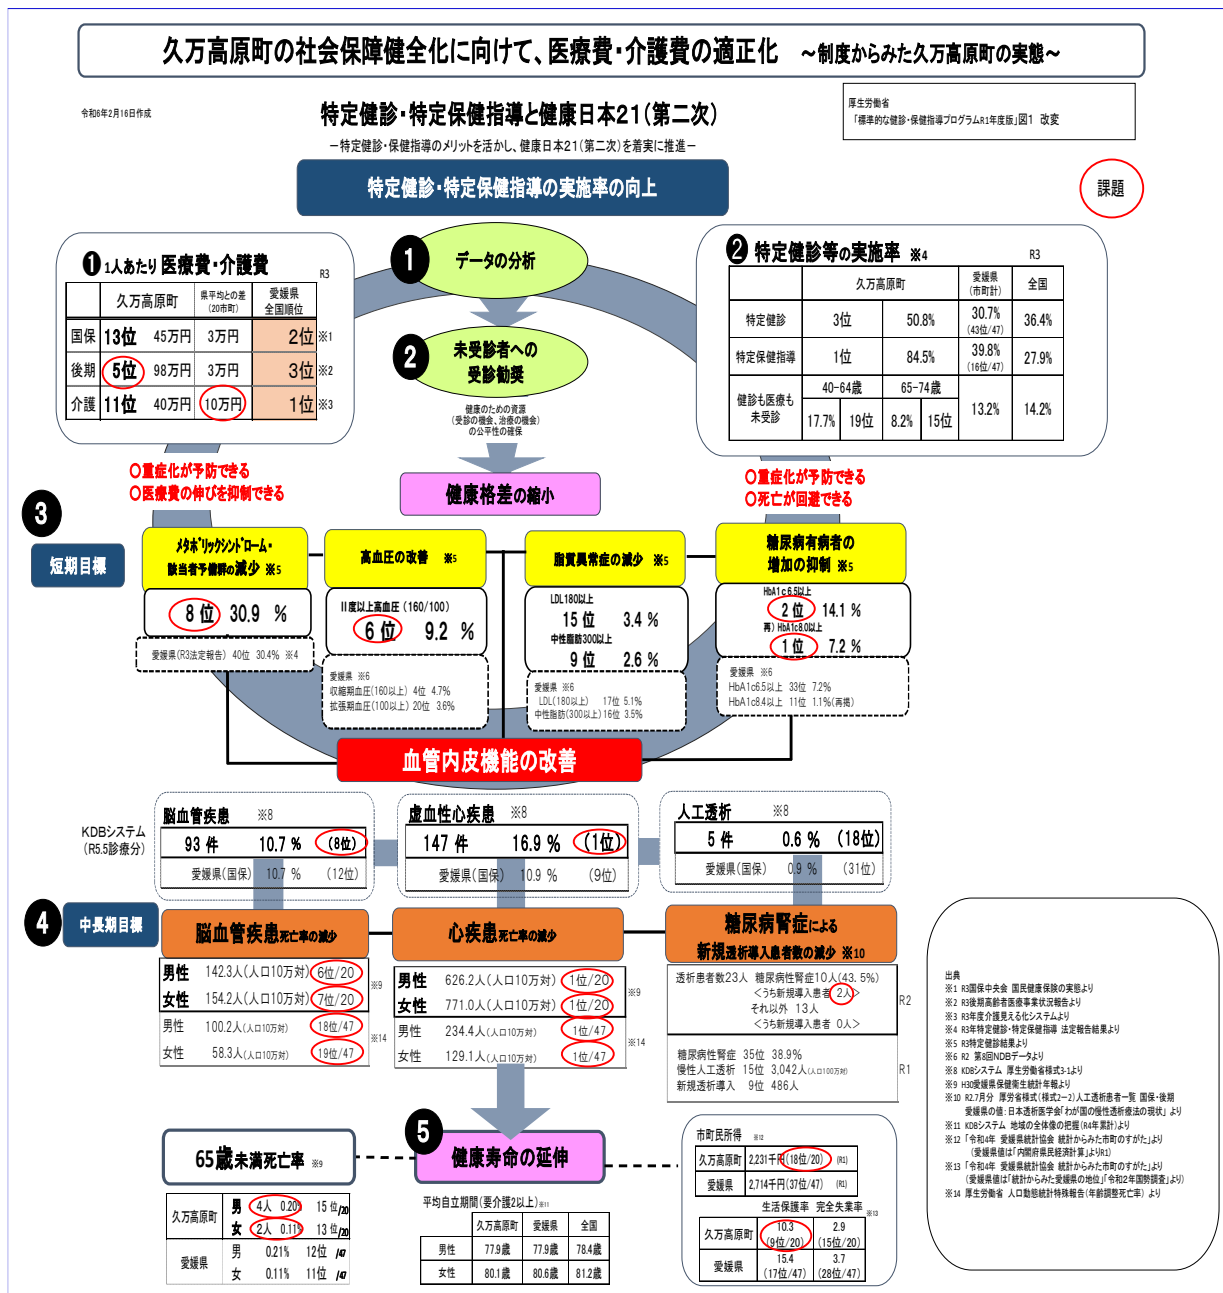 久万高原町の社会保障健全化に向けて、医療費・介護費の適正化　～制度からみた久万高原町の実態～
令和6年2月16日作成
特定健診・特定保健指導と健康日本21（第二次）
－特定健診・保健指導のメリットを活かし、健康日本21（第二次）を着実に推進－
厚生労働省
「標準的な健診・保健指導プログラムR1年度版」図1　改変
特定健診・特定保健指導の実施率の向上
課題
❶ 1人あたり 医療費・介護費 R3
久万高原町 県平均との差（20市町） 愛媛県全国順位
国保 13位 45万円 3万円 2位 ※1
後期 5位 98万円 3万円 3位 ※2
介護 11位 40万円 10万円 1位 ※3
❶ データの分析
❷ 未受診者への
受診勧奨
健康のための資源
（受診の機会、治療の機会）
の公平性の確保
健康格差の縮小
❷ 特定健診等の実施率 ※4 R3
久万高原町 愛媛県（市町計） 全国
特定健診 3位 50.8% 30.7%（43位/47） 36.4%
特定保健指導 1位 84.5% 39.8%（16位/47） 27.9%
健診も医療も未受診 40-64歳 65-74歳 13.2% 14.2%
17.7% 19位 8.2% 15位
○重症化が予防できる
○医療費の伸びを抑制できる
○重症化が予防できる
○死亡が回避できる
❸
短期目標
メタボリックシンドローム・
該当者予備群の減少 ※5
8位 30.9 %
愛媛県（R3法定報告） 40位 30.4% ※4
高血圧の改善 ※5
Ⅱ度以上高血圧（160/100）
6位 9.2 %
愛媛県 ※6
収縮期血圧（160以上） 4位 4.7%
拡張期血圧（100以上） 20位 3.6%
脂質異常症の減少 ※5
LDL180以上
15位 3.4 %
中性脂肪300以上
9位 2.6 %
愛媛県 ※6
LDL（180以上） 17位 5.1%
中性脂肪（300以上） 16位 3.5%
糖尿病有病者の
増加の抑制 ※5
HbA1c6.5以上
2位 14.1 %
再）HbA1c8.0以上
1位 7.2 %
愛媛県 ※6
HbA1c6.5以上 33位 7.2%
HbA1c8.4以上 11位 1.1%（再掲）
血管内皮機能の改善
KDBシステム
（R5.5診療分）
脳血管疾患 ※8
93 件 10.7 % （8位）
愛媛県（国保） 10.7 % （12位）
虚血性心疾患 ※8
147 件 16.9 % （1位）
愛媛県（国保） 10.9 % （9位）
人工透析 ※8
5 件 0.6 % （18位）
愛媛県（国保） 0.9 % （31位）
❹
中長期目標
脳血管疾患死亡率の減少
男性 142.3人（人口10万対） 6位/20
女性 154.2人（人口10万対） 7位/20
※9
男性 100.2人（人口10万対） 18位/47
女性 58.3人（人口10万対） 19位/47
※14
心疾患死亡率の減少
男性 626.2人（人口10万対） 1位/20
女性 771.0人（人口10万対） 1位/20
※9
男性 234.4人（人口10万対） 1位/47
女性 129.1人（人口10万対） 1位/47
※14
糖尿病腎症による
新規透析導入患者数の減少 ※10
透析患者数23人 糖尿病腎症10人（43.5%）
＜うち新規導入患者 2人＞
それ以外 13人
＜うち新規導入患者 0人＞
R2
糖尿病性腎症 35位 38.9%
慢性人工透析 15位 3,042人（人口100万対）
新規透析導入 9位 486人
R1
❺
健康寿命の延伸
65歳未満死亡率 ※9
久万高原町 男 4人 0.20% 15 位/20
女 2人 0.11% 13 位/20
愛媛県 男 0.21% 12位 /47
女 0.11% 11位 /47
平均自立期間（要介護2以上）※11
久万高原町 愛媛県 全国
男性 77.9歳 77.9歳 78.4歳
女性 80.1歳 80.6歳 81.2歳
市町民所得 ※12
久万高原町 2,231千円（18位/20） （R1）
愛媛県 2,714千円（37位/47） （R1）
生活保護率 完全失業率 ※13
久万高原町 10.3（9位/20） 2.9（15位/20）
愛媛県 15.4（17位/47） 3.7（28位/47）
出典
※1 R3国保中央会 国民健康保険の実態より
※2 R3後期高齢者医療事業状況報告より
※3 R3年度介護見える化システムより
※4 R3年特定健診・特定保健指導 法定報告結果より
※5 R3特定健診結果より
※6 R2 第8回NDBデータより
※8 KDBシステム 厚生労働省様式3-1より
※9 H30愛媛県保健衛生統計年報より
※10 R2.7月分 厚労省様式（様式2－2）人工透析患者一覧 国保・後期
愛媛県の値：日本透析医学会「わが国の慢性透析療法の現状」より
※11 KDBシステム 地域の全体像の把握（R4年累計）より
※12 「令和4年 愛媛県統計協会 統計からみた市町のすがた」より
（愛媛県値は「内閣府県民経済計算」よりR1）
※13 「令和4年 愛媛県統計協会 統計からみた市町のすがた」より
（愛媛県値は「統計からみた愛媛県の地位」「令和2年国勢調査」より）
※14 厚生労働省 人口動態統計特殊報告（年齢調整死亡率）より